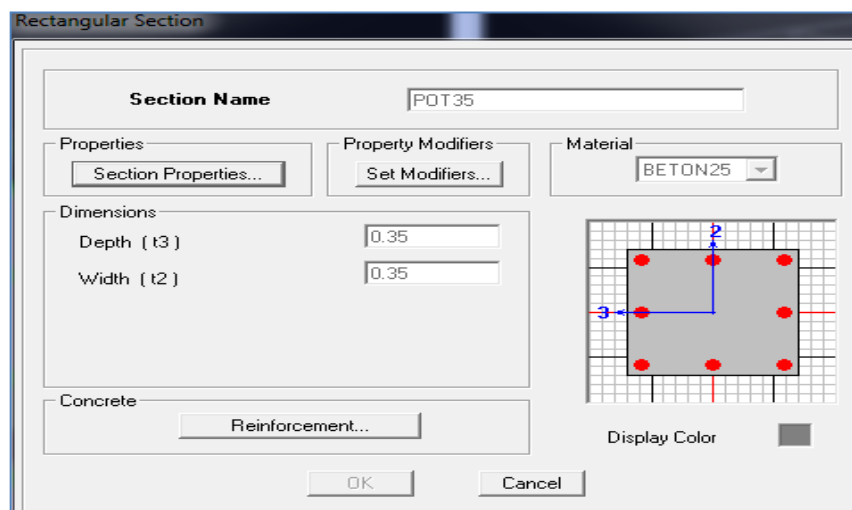 Rectangular Section
Section Name POT35
Properties Property Modifiers Material
Section Properties... Set Modifiers... BETON25
Dimensions
Depth (t3) 0.35
Width (t2) 0.35
2
3
Concrete
Reinforcement...
Display Color
OK Cancel